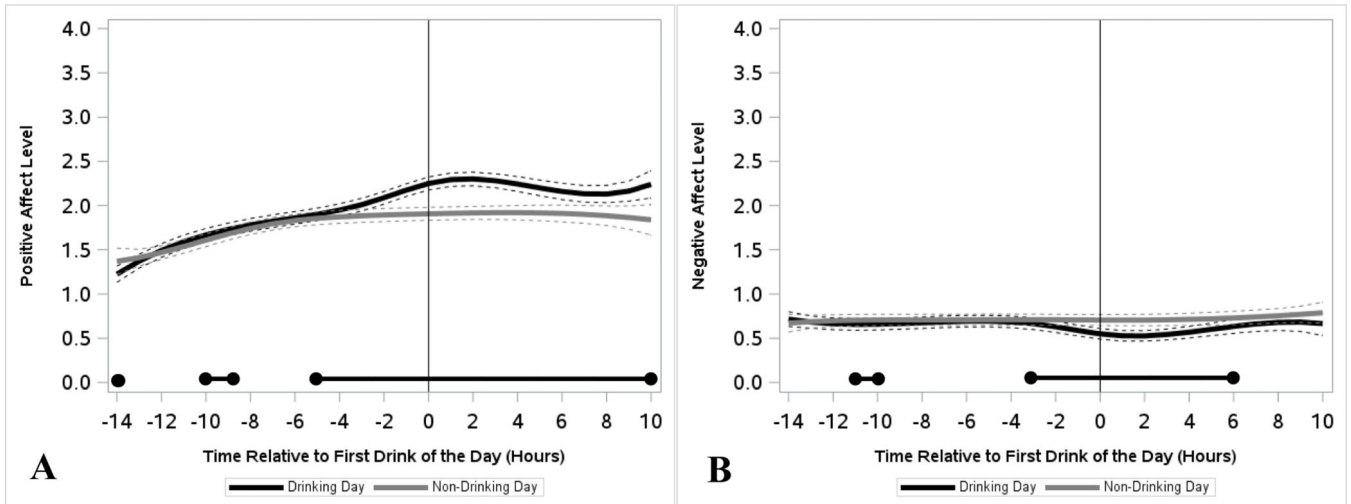 4.0
3.5
3.0
2.5
2.0
1.5
1.0
0.5
0.0
Positive Affect Level
-14 -12 -10 -8 -6 -4 -2 0 2 4 6 8 10
Time Relative to First Drink of the Day (Hours)
A
Drinking Day Non-Drinking Day
4.0
3.5
3.0
2.5
2.0
1.5
1.0
0.5
0.0
Negative Affect Level
-14 -12 -10 -8 -6 -4 -2 0 2 4 6 8 10
Time Relative to First Drink of the Day (Hours)
B
Drinking Day Non-Drinking Day